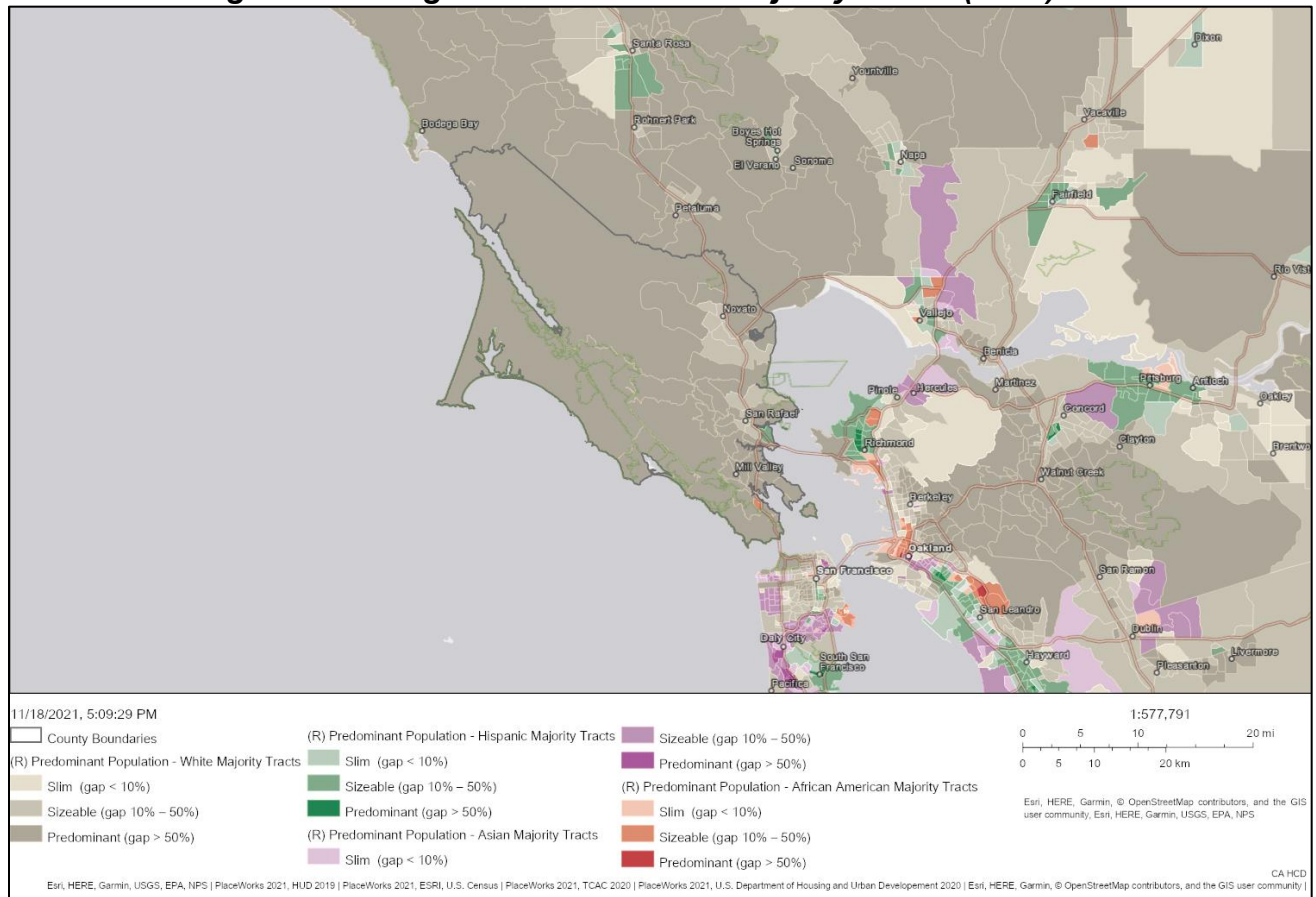 Santa Rosa
Dixon
Yountville
Vacaville
Bodega Bay
Rohnert Park
Boyes Hot
Springs
El Verano
Sonoma
Napa
Petaluma
Fairfield
Rio Vist
Novato
Vallejo
Benicia
Pinole
Hercules
Martinez
Pittsburg
Antioch
Oakley
San Rafael
Concord
Richmond
Clayton
Brentwo
Mill Valley
Walnut Creek
Berkeley
Oakland
San Francisco
San Ramon
San Leandro
Daly City
Dublin
South San
Francisco
Hayward
Pleasanton
Livermore
Pacifica
11/18/2021, 5:09:29 PM
County Boundaries
(R) Predominant Population - White Majority Tracts
Slim (gap < 10%)
Sizeable (gap 10% – 50%)
Predominant (gap > 50%)
(R) Predominant Population - Hispanic Majority Tracts
Slim (gap < 10%)
Sizeable (gap 10% – 50%)
Predominant (gap > 50%)
(R) Predominant Population - Asian Majority Tracts
Slim (gap < 10%)
Sizeable (gap 10% – 50%)
Predominant (gap > 50%)
(R) Predominant Population - African American Majority Tracts
Slim (gap < 10%)
Sizeable (gap 10% – 50%)
Predominant (gap > 50%)
1:577,791
0 5 10 20 mi
0 5 10 20 km
Esri, HERE, Garmin, © OpenStreetMap contributors, and the GIS
user community, Esri, HERE, Garmin, USGS, EPA, NPS
CA HCD
Esri, HERE, Garmin, USGS, EPA, NPS | PlaceWorks 2021, HUD 2019 | PlaceWorks 2021, ESRI, U.S. Census | PlaceWorks 2021, TCAC 2020 | PlaceWorks 2021, U.S. Department of Housing and Urban Developement 2020 | Esri, HERE, Garmin, © OpenStreetMap contributors, and the GIS user community |